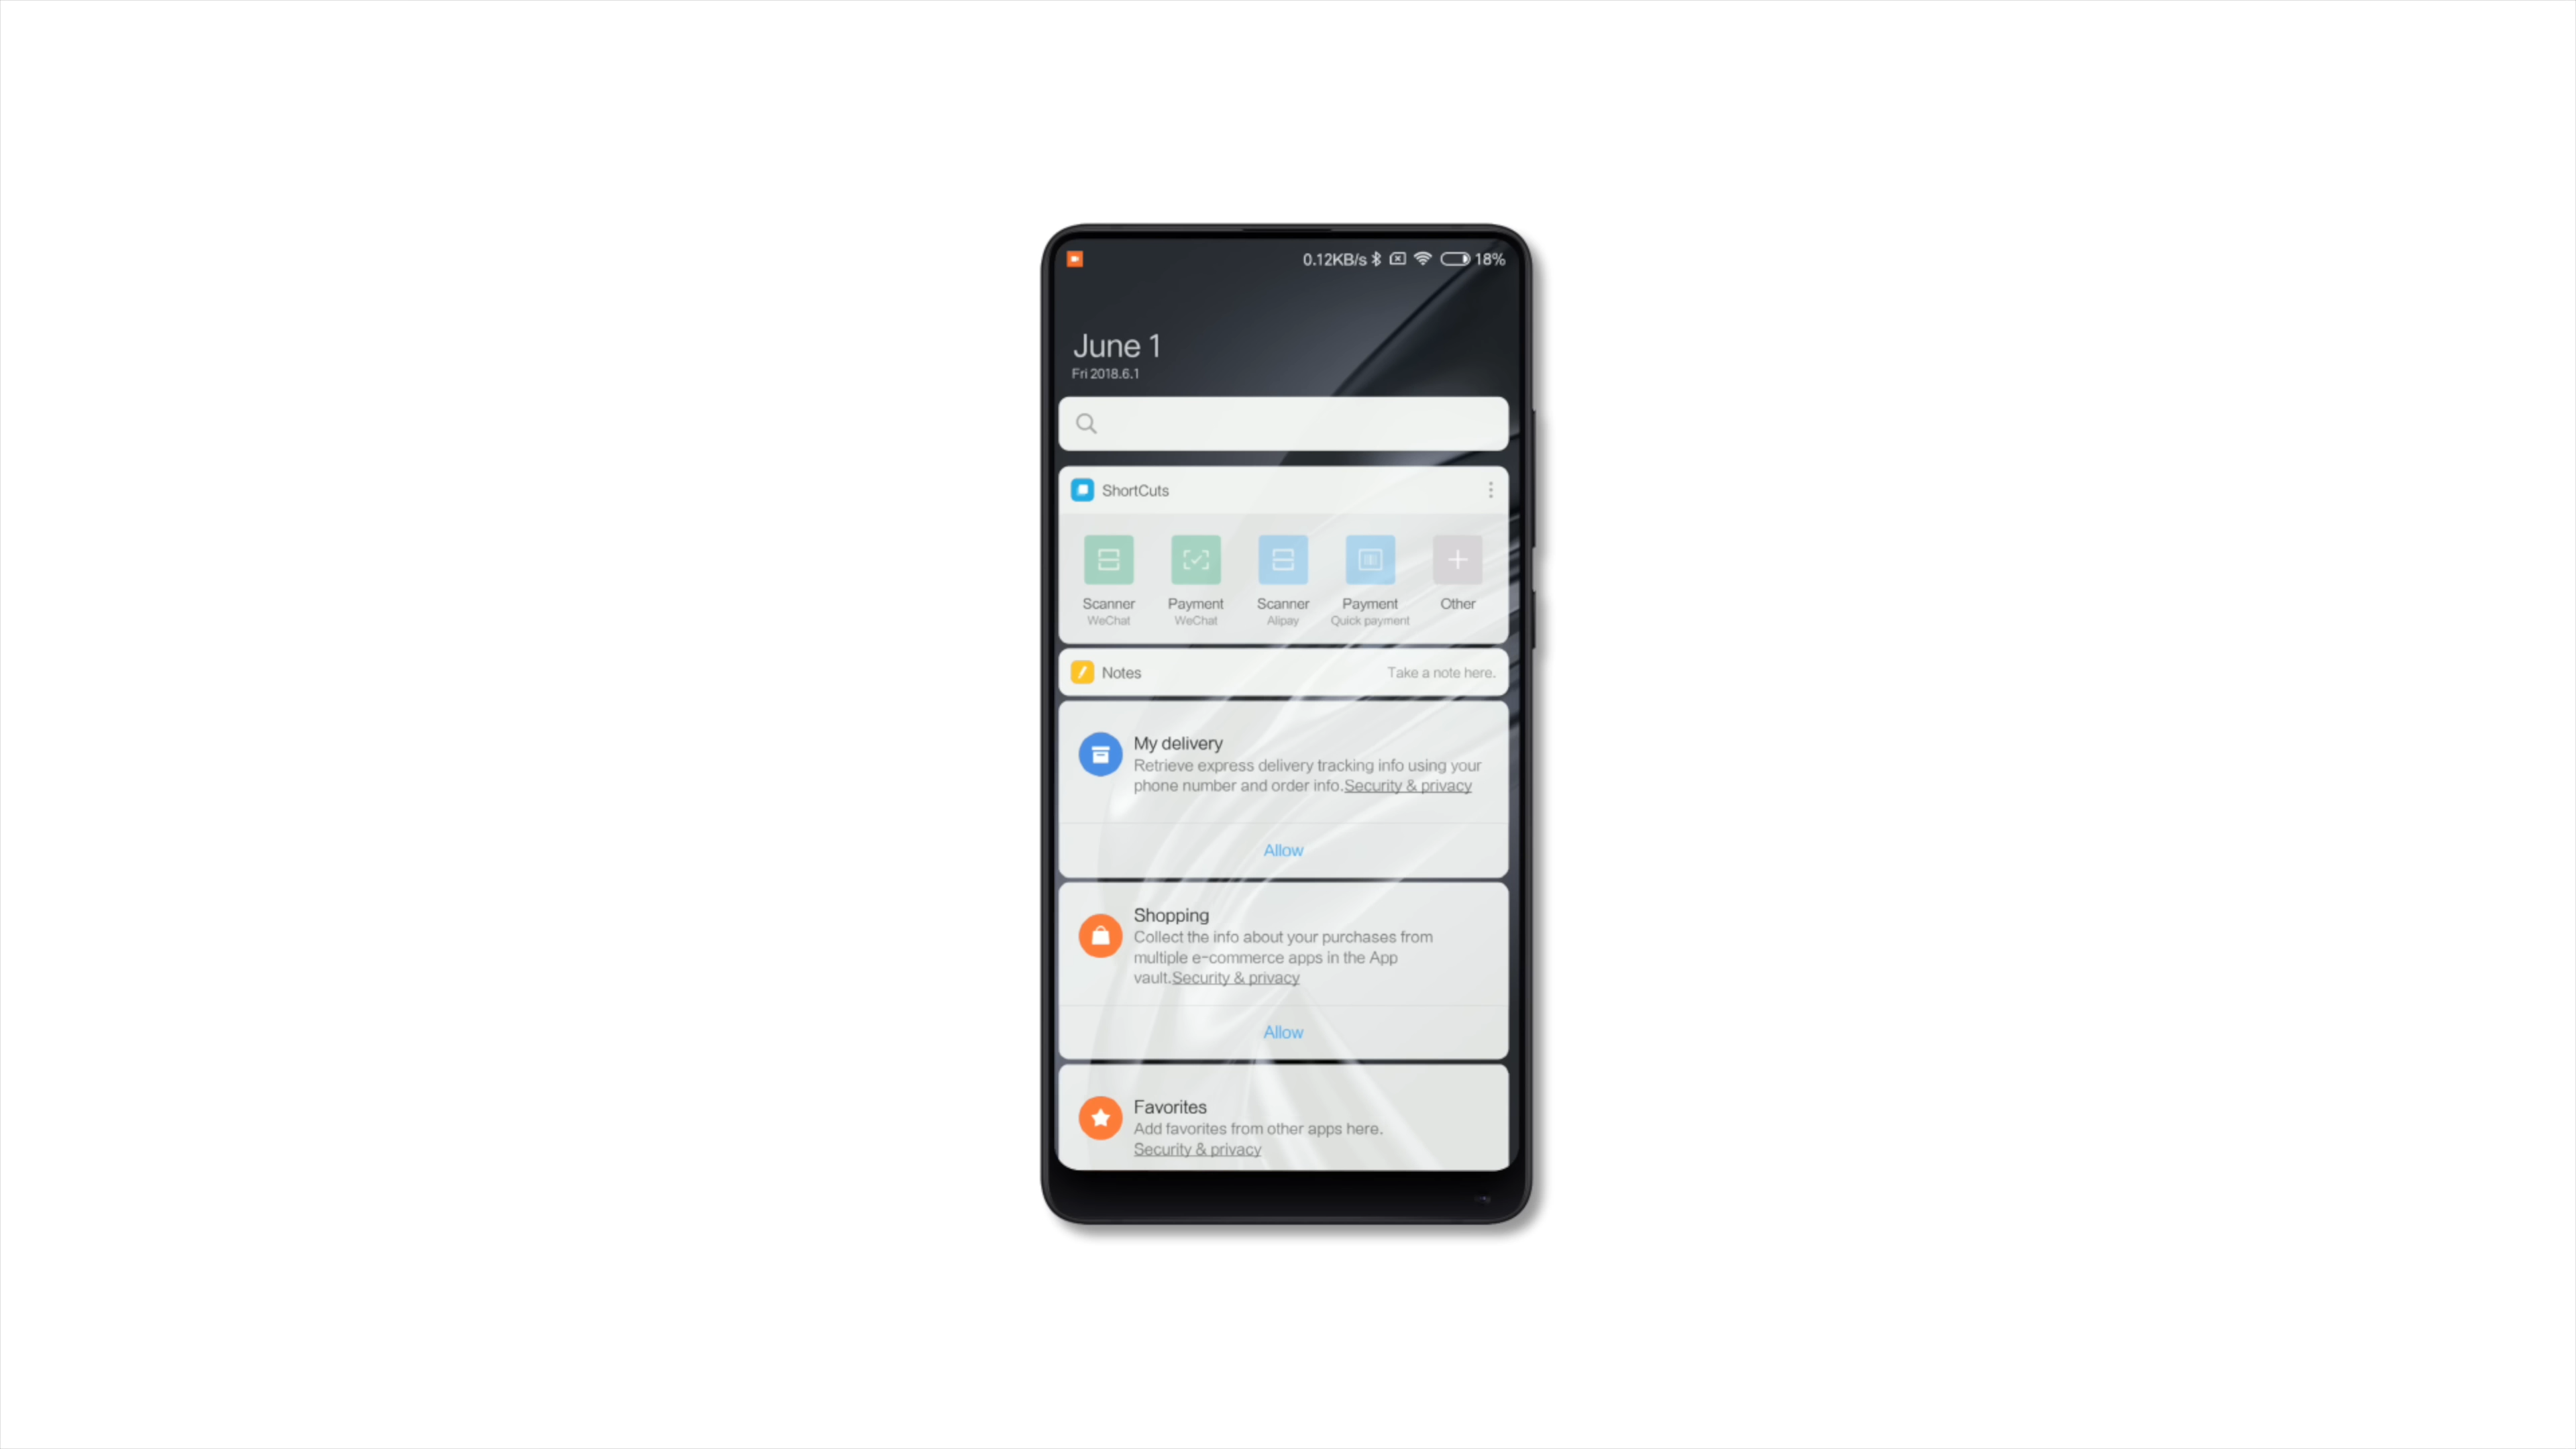 0.12KB/s 18%
June 1
Fri 2018.6.1
ShortCuts
Scanner Payment Scanner Payment Other
WeChat WeChat Alipay Quick payment
Notes Take a note here.
My delivery
Retrieve express delivery tracking info using your
phone number and order info.Security & privacy
Allow
Shopping
Collect the info about your purchases from
multiple e-commerce apps in the App
vault.Security & privacy
Allow
Favorites
Add favorites from other apps here.
Security & privacy